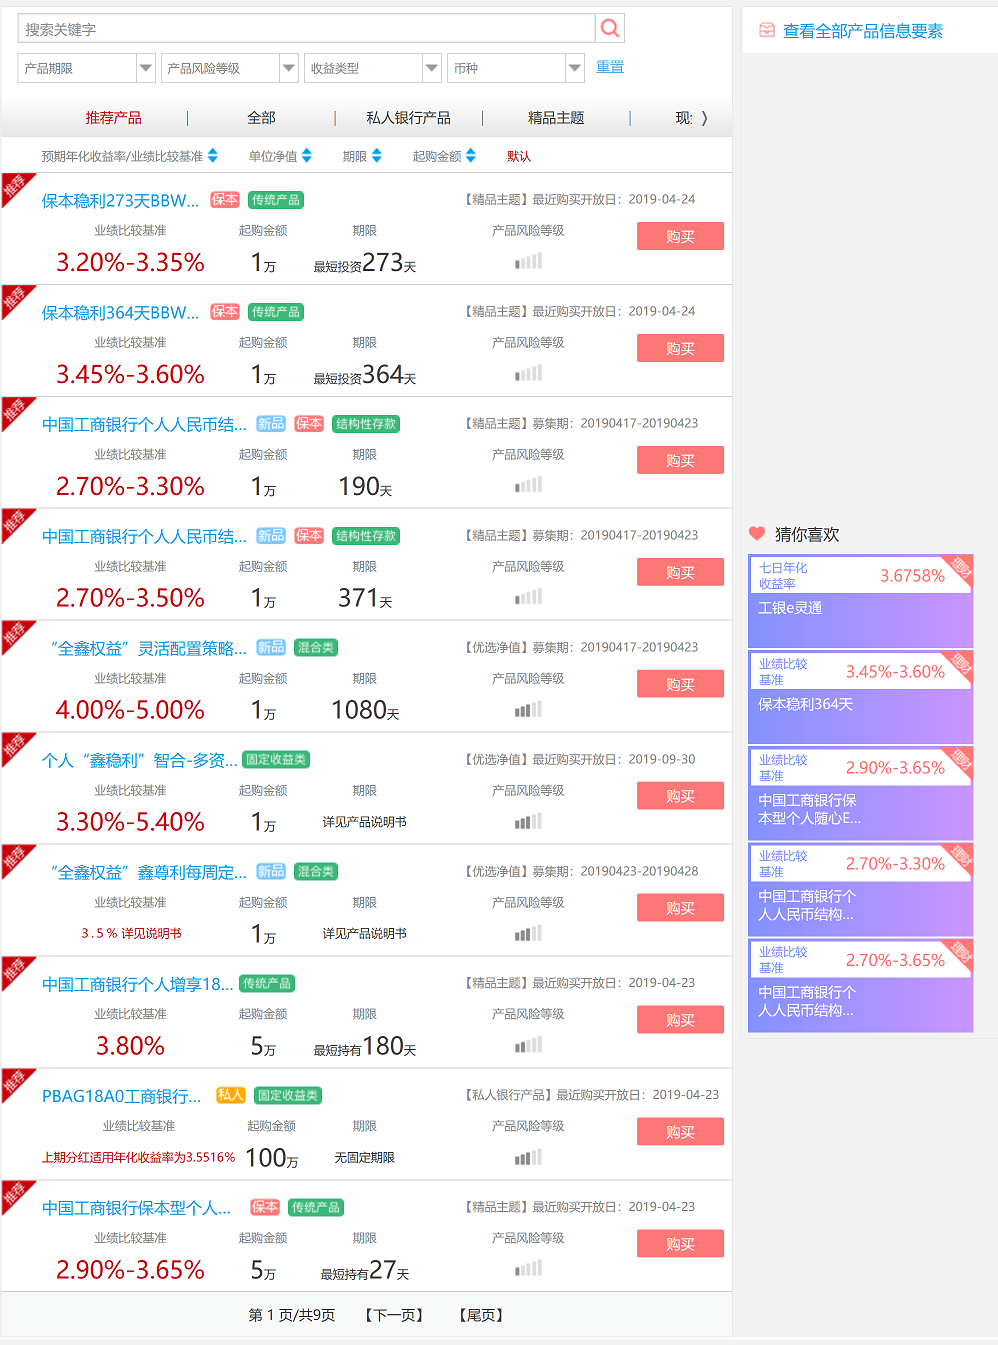 搜索关键字
查看全部产品信息要素
产品期限 产品风险等级 收益类型 币种 重置
推荐产品 | 全部 | 私人银行产品 | 精品主题 | 现: 〉
预期年化收益率/业绩比较基准 单位净值 期限 起购金额 默认
推荐
保本稳利273天BBW... 保本 传统产品 【精品主题】最近购买开放日：2019-04-24
业绩比较基准 起购金额 期限 产品风险等级 购买
3.20%-3.35% 1万 最短投资273天
推荐
保本稳利364天BBW... 保本 传统产品 【精品主题】最近购买开放日：2019-04-24
业绩比较基准 起购金额 期限 产品风险等级 购买
3.45%-3.60% 1万 最短投资364天
推荐
中国工商银行个人人民币结... 新品 保本 结构性存款 【精品主题】募集期：20190417-20190423
业绩比较基准 起购金额 期限 产品风险等级 购买
2.70%-3.30% 1万 190天
推荐
中国工商银行个人人民币结... 新品 保本 结构性存款 【精品主题】募集期：20190417-20190423
业绩比较基准 起购金额 期限 产品风险等级 购买
2.70%-3.50% 1万 371天
推荐
“全鑫权益”灵活配置策略... 新品 混合类 【优选净值】募集期：20190417-20190423
业绩比较基准 起购金额 期限 产品风险等级 购买
4.00%-5.00% 1万 1080天
推荐
个人“鑫稳利”智合-多资... 固定收益类 【优选净值】最近购买开放日：2019-09-30
业绩比较基准 起购金额 期限 产品风险等级 购买
3.30%-5.40% 1万 详见产品说明书
推荐
“全鑫权益”鑫尊利每周定... 新品 混合类 【优选净值】募集期：20190423-20190428
业绩比较基准 起购金额 期限 产品风险等级 购买
3.5% 详见说明书 1万 详见产品说明书
推荐
中国工商银行个人增享18... 传统产品 【精品主题】最近购买开放日：2019-04-23
业绩比较基准 起购金额 期限 产品风险等级 购买
3.80% 5万 最短持有180天
推荐
PBAG18A0工商银行... 私人 固定收益类 【私人银行产品】最近购买开放日：2019-04-23
业绩比较基准 起购金额 期限 产品风险等级 购买
上期分红适用年化收益率为3.5516% 100万 无固定期限
推荐
中国工商银行保本型个人... 保本 传统产品 【精品主题】最近购买开放日：2019-04-23
业绩比较基准 起购金额 期限 产品风险等级 购买
2.90%-3.65% 5万 最短持有27天
第 1 页/共9页 【下一页】 【尾页】
猜你喜欢
七日年化
收益率 3.6758% 理财
工银e灵通
业绩比较
基准 3.45%-3.60% 理财
保本稳利364天
业绩比较
基准 2.90%-3.65% 理财
中国工商银行保
本型个人随心E...
业绩比较
基准 2.70%-3.30% 理财
中国工商银行个
人人民币结构...
业绩比较
基准 2.70%-3.65% 理财
中国工商银行个
人人民币结构...